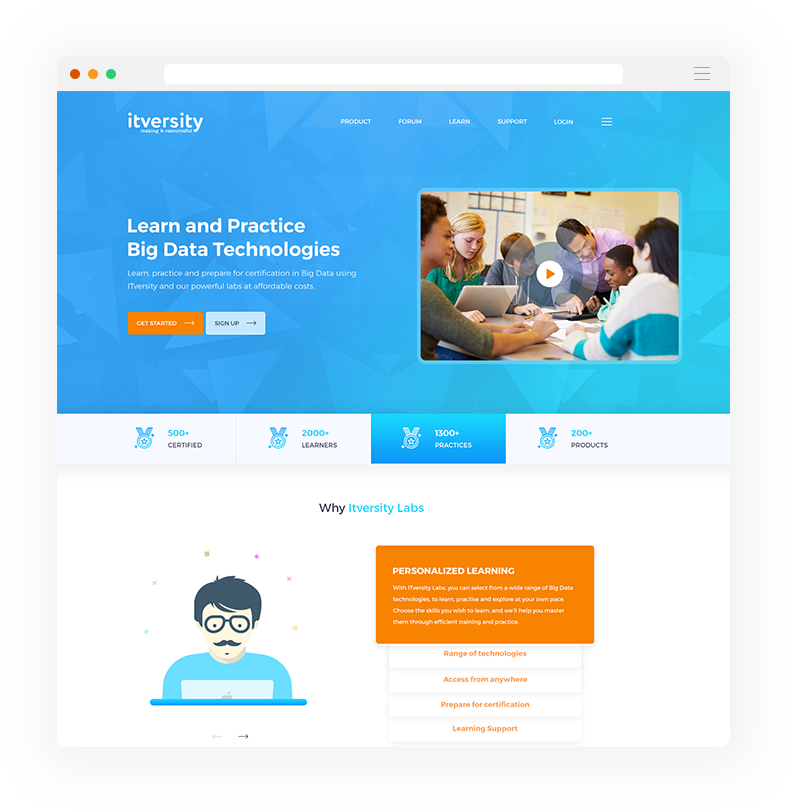 itversity
making it resourceful
PRODUCT
FORUM
LEARN
SUPPORT
LOGIN
Learn and Practice
Big Data Technologies
Learn, practice and prepare for certification in Big Data using
ITversity and our powerful labs at affordable costs.
GET STARTED
SIGN UP
500+
CERTIFIED
2000+
LEARNERS
1300+
PRACTICES
200+
PRODUCTS
Why Itversity Labs
PERSONALIZED LEARNING
With ITversity Labs, you can select from a wide range of Big Data
technologies, to learn, practise and explore at your own pace.
Choose the skills you wish to learn, and we'll help you master
them through efficient training and practice.
Range of technologies
Access from anywhere
Prepare for certification
Learning Support